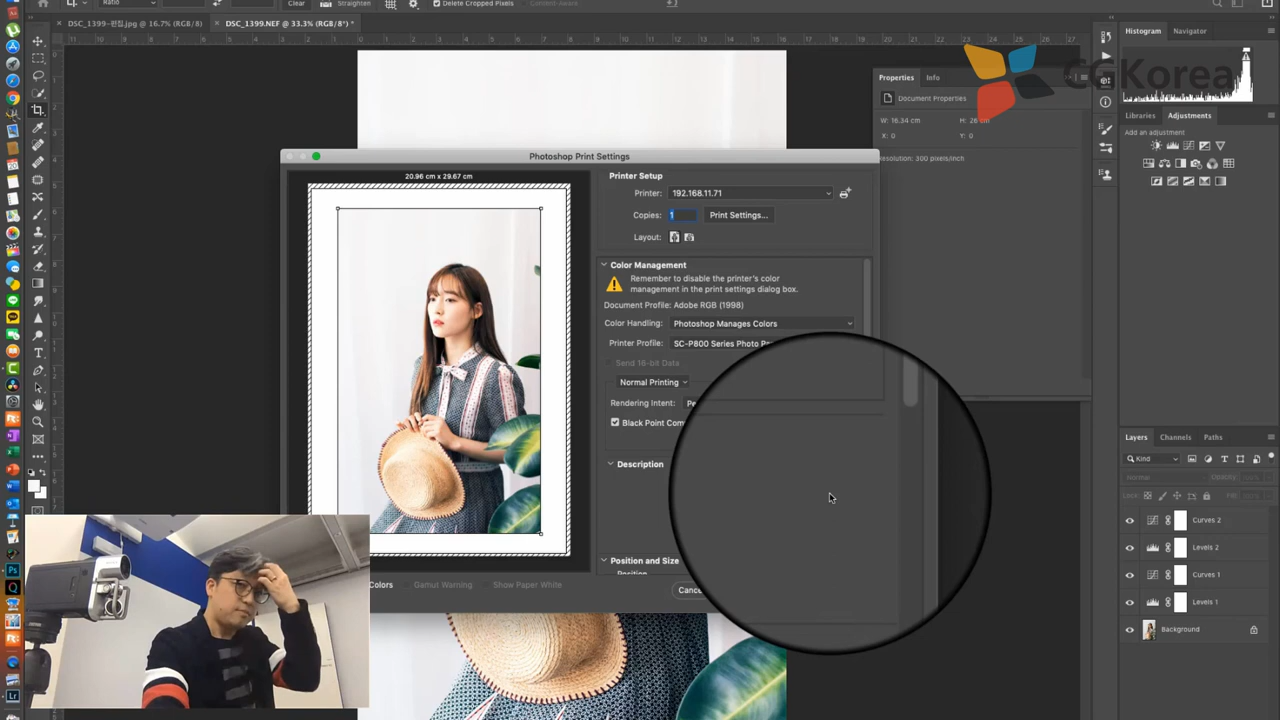 Ratio
Clear
Straighten
Delete Cropped Pixels
Content-Aware
DSC_1399-편집.jpg @ 16.7% (RGB/8)
DSC_1399.NEF @ 33.3% (RGB/8*) *
CGKorea
Histogram
Navigator
Properties
Info
Document Properties
W: 16.34 cm
H: 26 cm
X: 0
Y: 0
Resolution: 300 pixels/inch
Libraries
Adjustments
Add an adjustment
Photoshop Print Settings
20.96 cm x 29.67 cm
Printer Setup
Printer: 192.168.11.71
Copies: 1
Print Settings...
Layout:
Color Management
Remember to disable the printer's color
management in the print settings dialog box.
Document Profile: Adobe RGB (1998)
Color Handling: Photoshop Manages Colors
Printer Profile: SC-P800 Series Photo
Send 16-bit Data
Normal Printing
Rendering Intent: Pe
Black Point Com
Description
Position and Size
Position
Colors
Gamut Warning
Show Paper White
Cance
Layers
Channels
Paths
Kind
Normal
Opacity:
Lock:
Fill:
Curves 2
Levels 2
Curves 1
Levels 1
Background